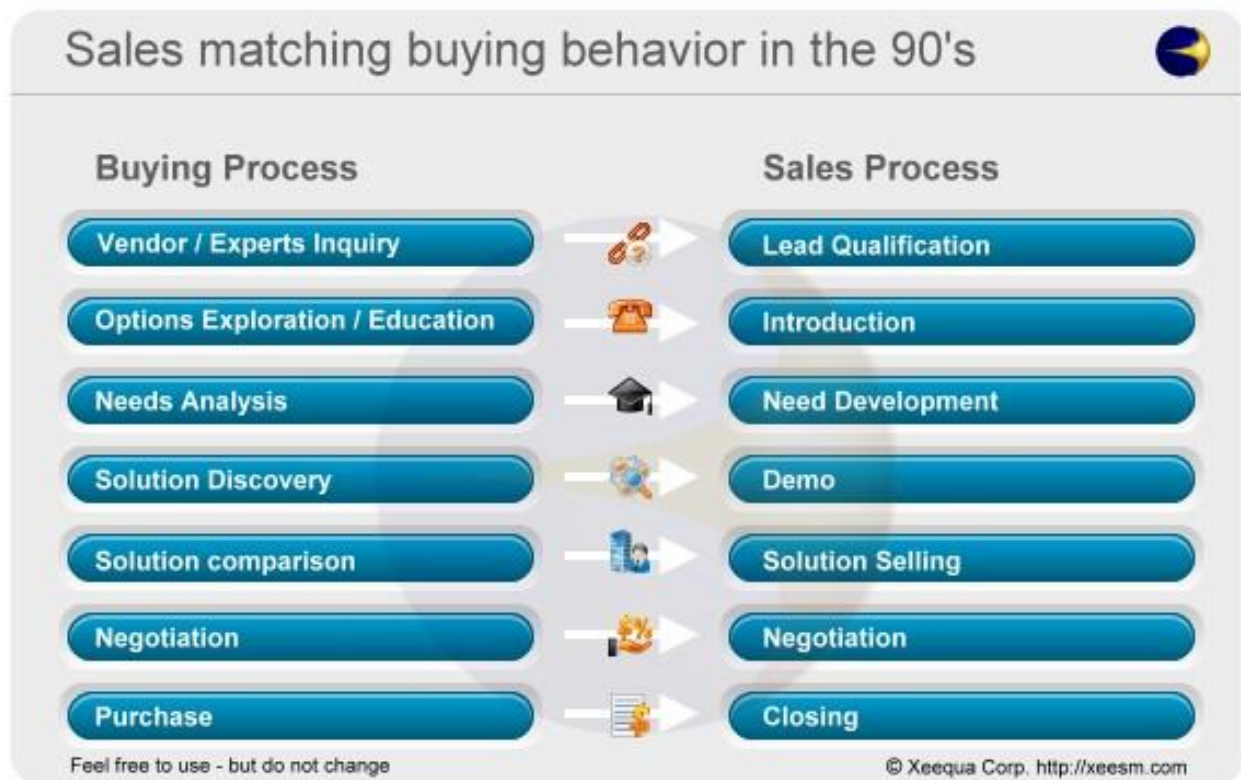 Sales matching buying behavior in the 90's
Buying Process
Sales Process
Vendor / Experts Inquiry
Lead Qualification
Options Exploration / Education
Introduction
Needs Analysis
Need Development
Solution Discovery
Demo
Solution comparison
Solution Selling
Negotiation
Negotiation
Purchase
Closing
Feel free to use - but do not change
© Xeequa Corp. http://xeesm.com